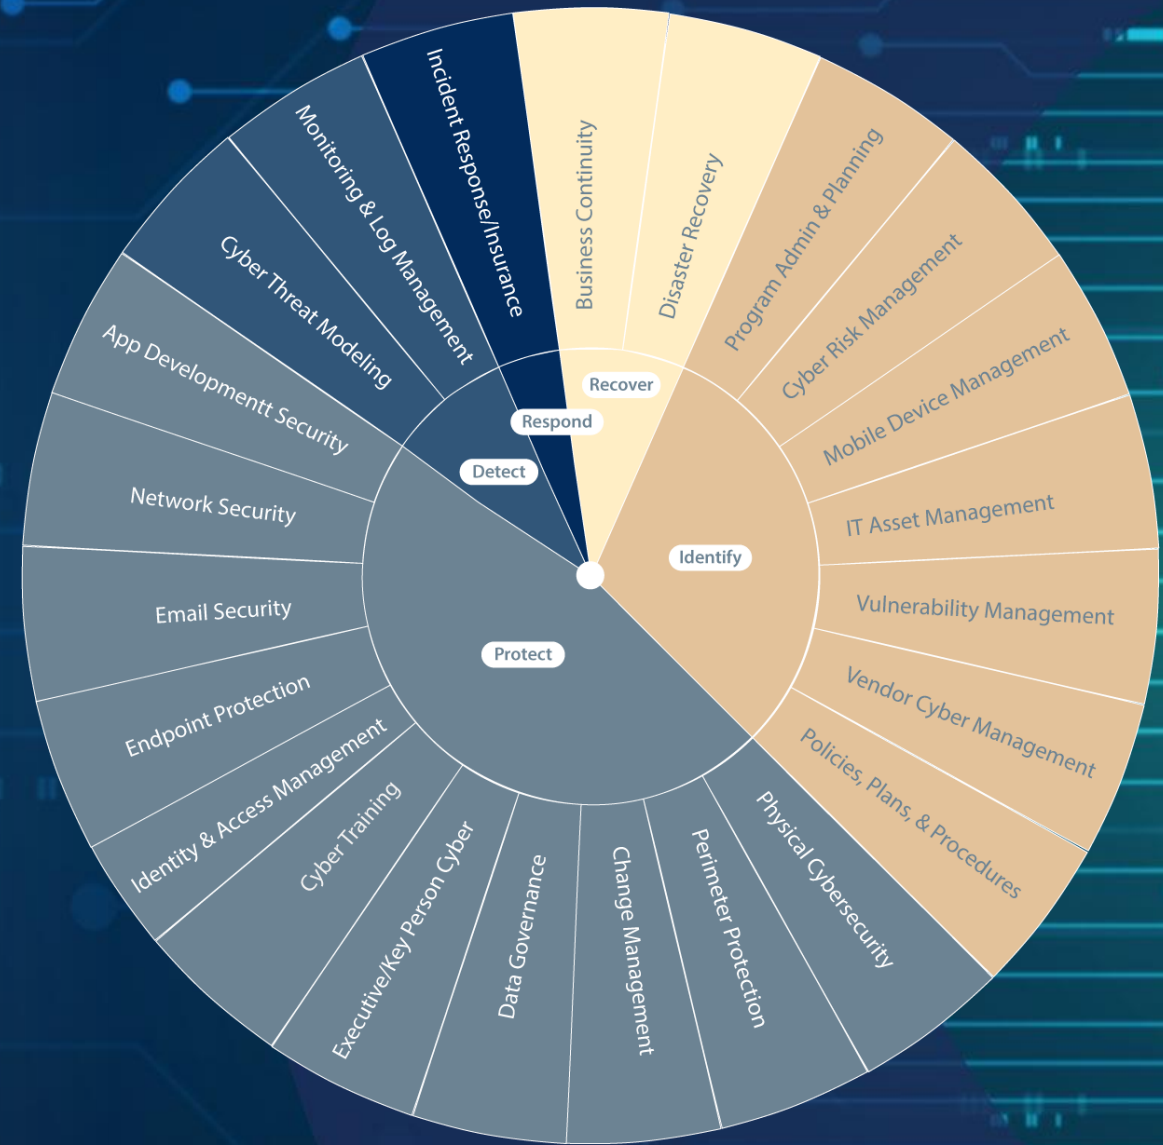 Incident Response/Insurance
Business Continuity
Disaster Recovery
Program Admin & Planning
Cyber Risk Management
Mobile Device Management
IT Asset Management
Vulnerability Management
Vendor Cyber Management
Policies, Plans, & Procedures
Physical Cybersecurity
Perimeter Protection
Change Management
Data Governance
Executive/Key Person Cyber
Cyber Training
Identity & Access Management
Endpoint Protection
Email Security
Network Security
App Developmentt Security
Cyber Threat Modeling
Monitoring & Log Management
Recover
Respond
Detect
Identify
Protect